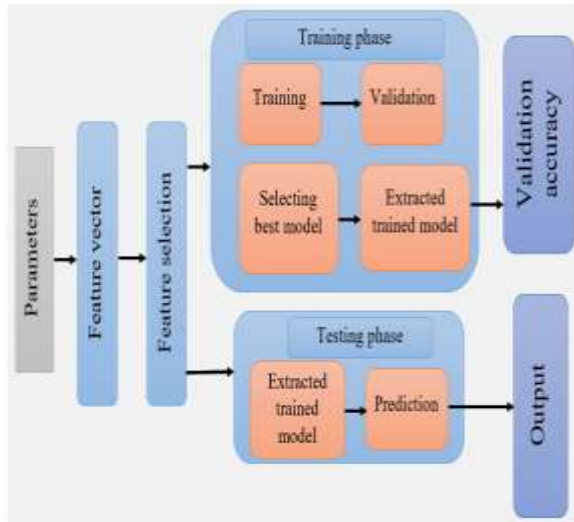 Parameters
Feature vector
Feature selection
Training phase
Training
Validation
Selecting
best model
Extracted
trained model
Validation
accuracy
Testing phase
Extracted
trained
model
Prediction
Output